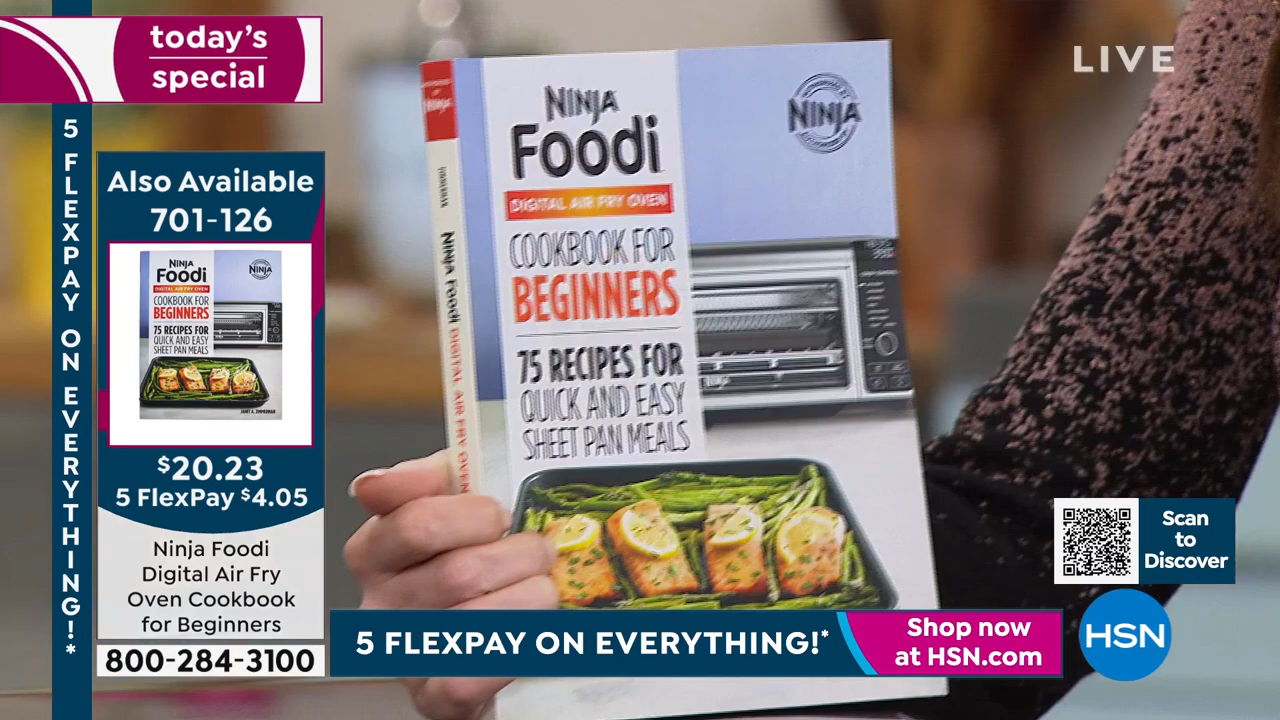 today's
special
LIVE
5 FLEXPAY ON EVERYTHING!*
Also Available
701-126
NINJA
Foodi
DIGITAL AIR FRY OVEN
COOKBOOK FOR
BEGINNERS
75 RECIPES FOR
QUICK AND EASY
SHEET PAN MEALS
NINJA
JANET A. ZIMMERMAN
$20.23
5 FlexPay $4.05
Ninja Foodi
Digital Air Fry
Oven Cookbook
for Beginners
800-284-3100
Ninja
NINJA Foodi DIGITAL AIR FRY OVEN
NINJA
Foodi
DIGITAL AIR FRY OVEN
COOKBOOK FOR
BEGINNERS
75 RECIPES FOR
QUICK AND EASY
SHEET PAN MEALS
NINJA
Scan
to
Discover
5 FLEXPAY ON EVERYTHING!*
Shop now
at HSN.com
HSN